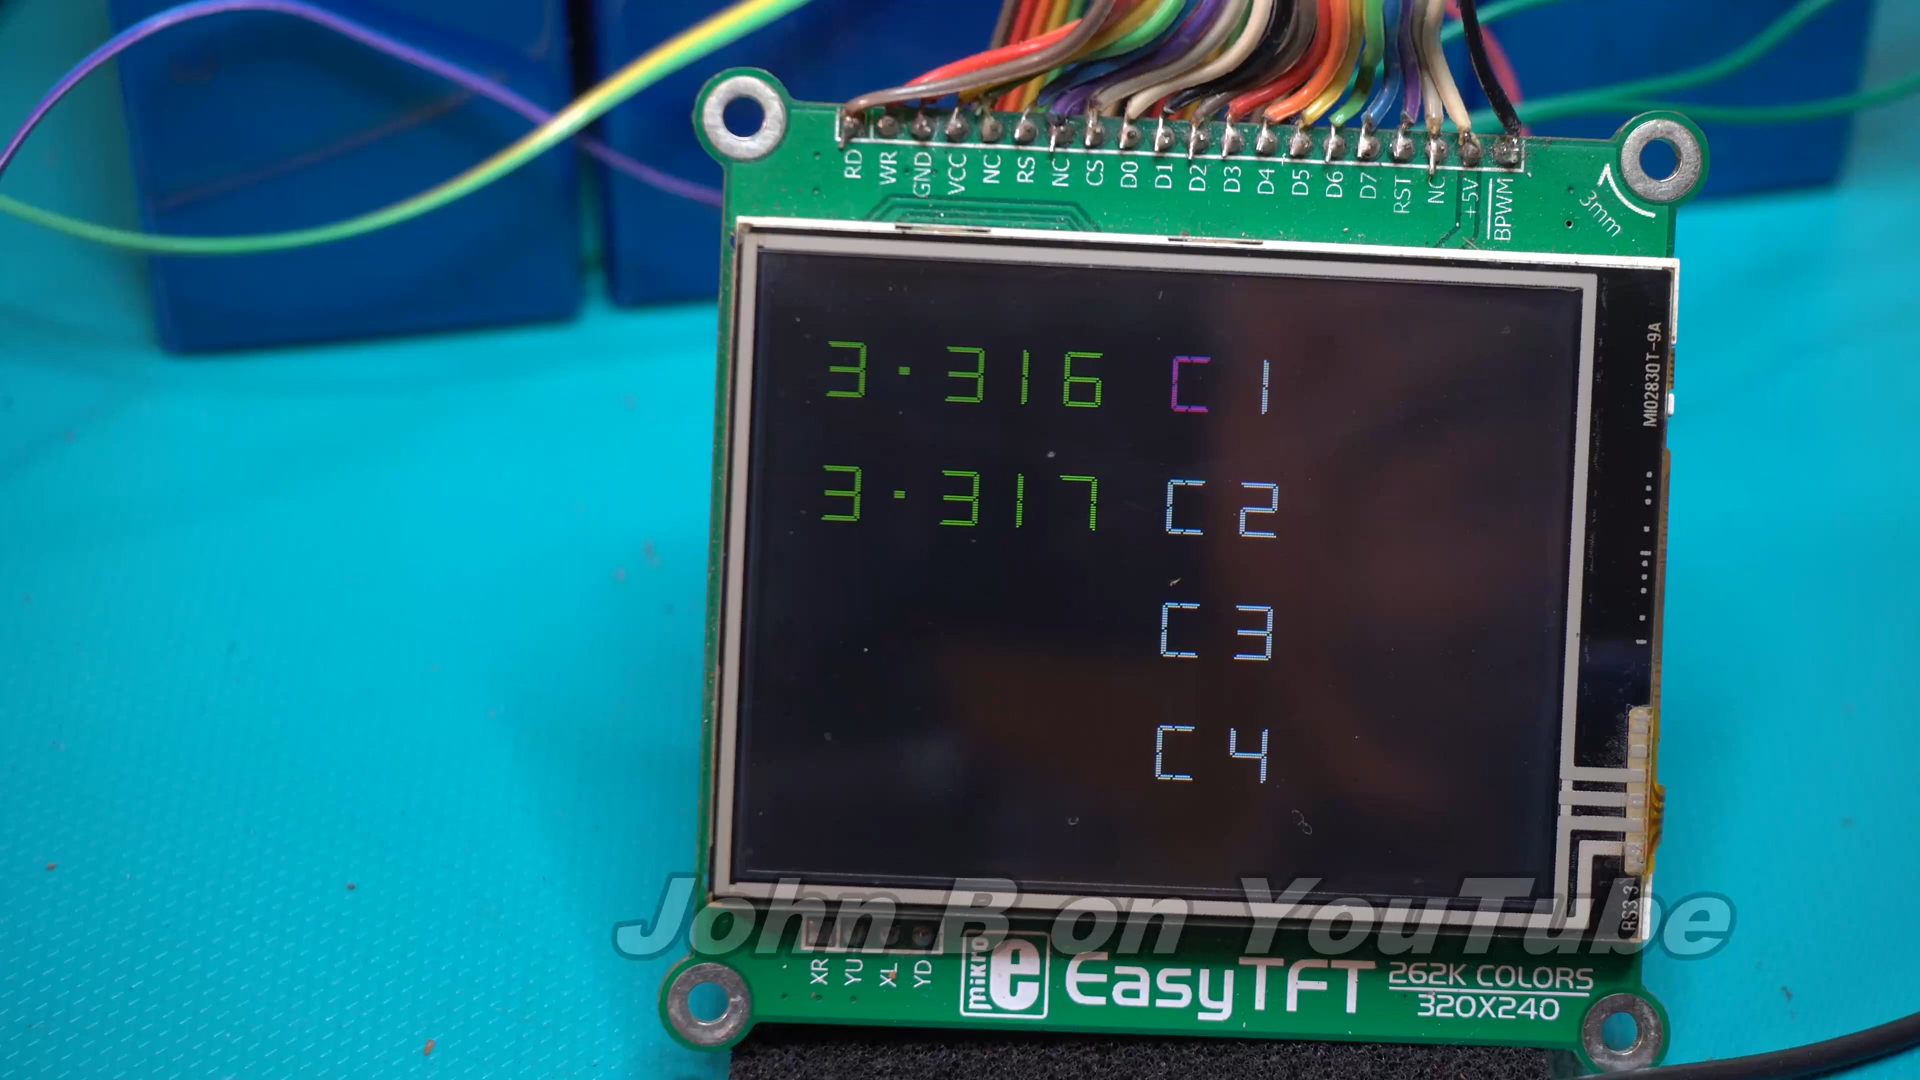 RD WR GND VCC NC RS NC CS D0 D1 D2 D3 D4 D5 D6 D7 RST NC +5V BPWM
3mm
MI0283QT-9A
3.316 C1
3.317 C2
C3
C4
RS3.3
John B on YouTube
XR YU XL YD
mikro e
EasyTFT
262K COLORS
320X240